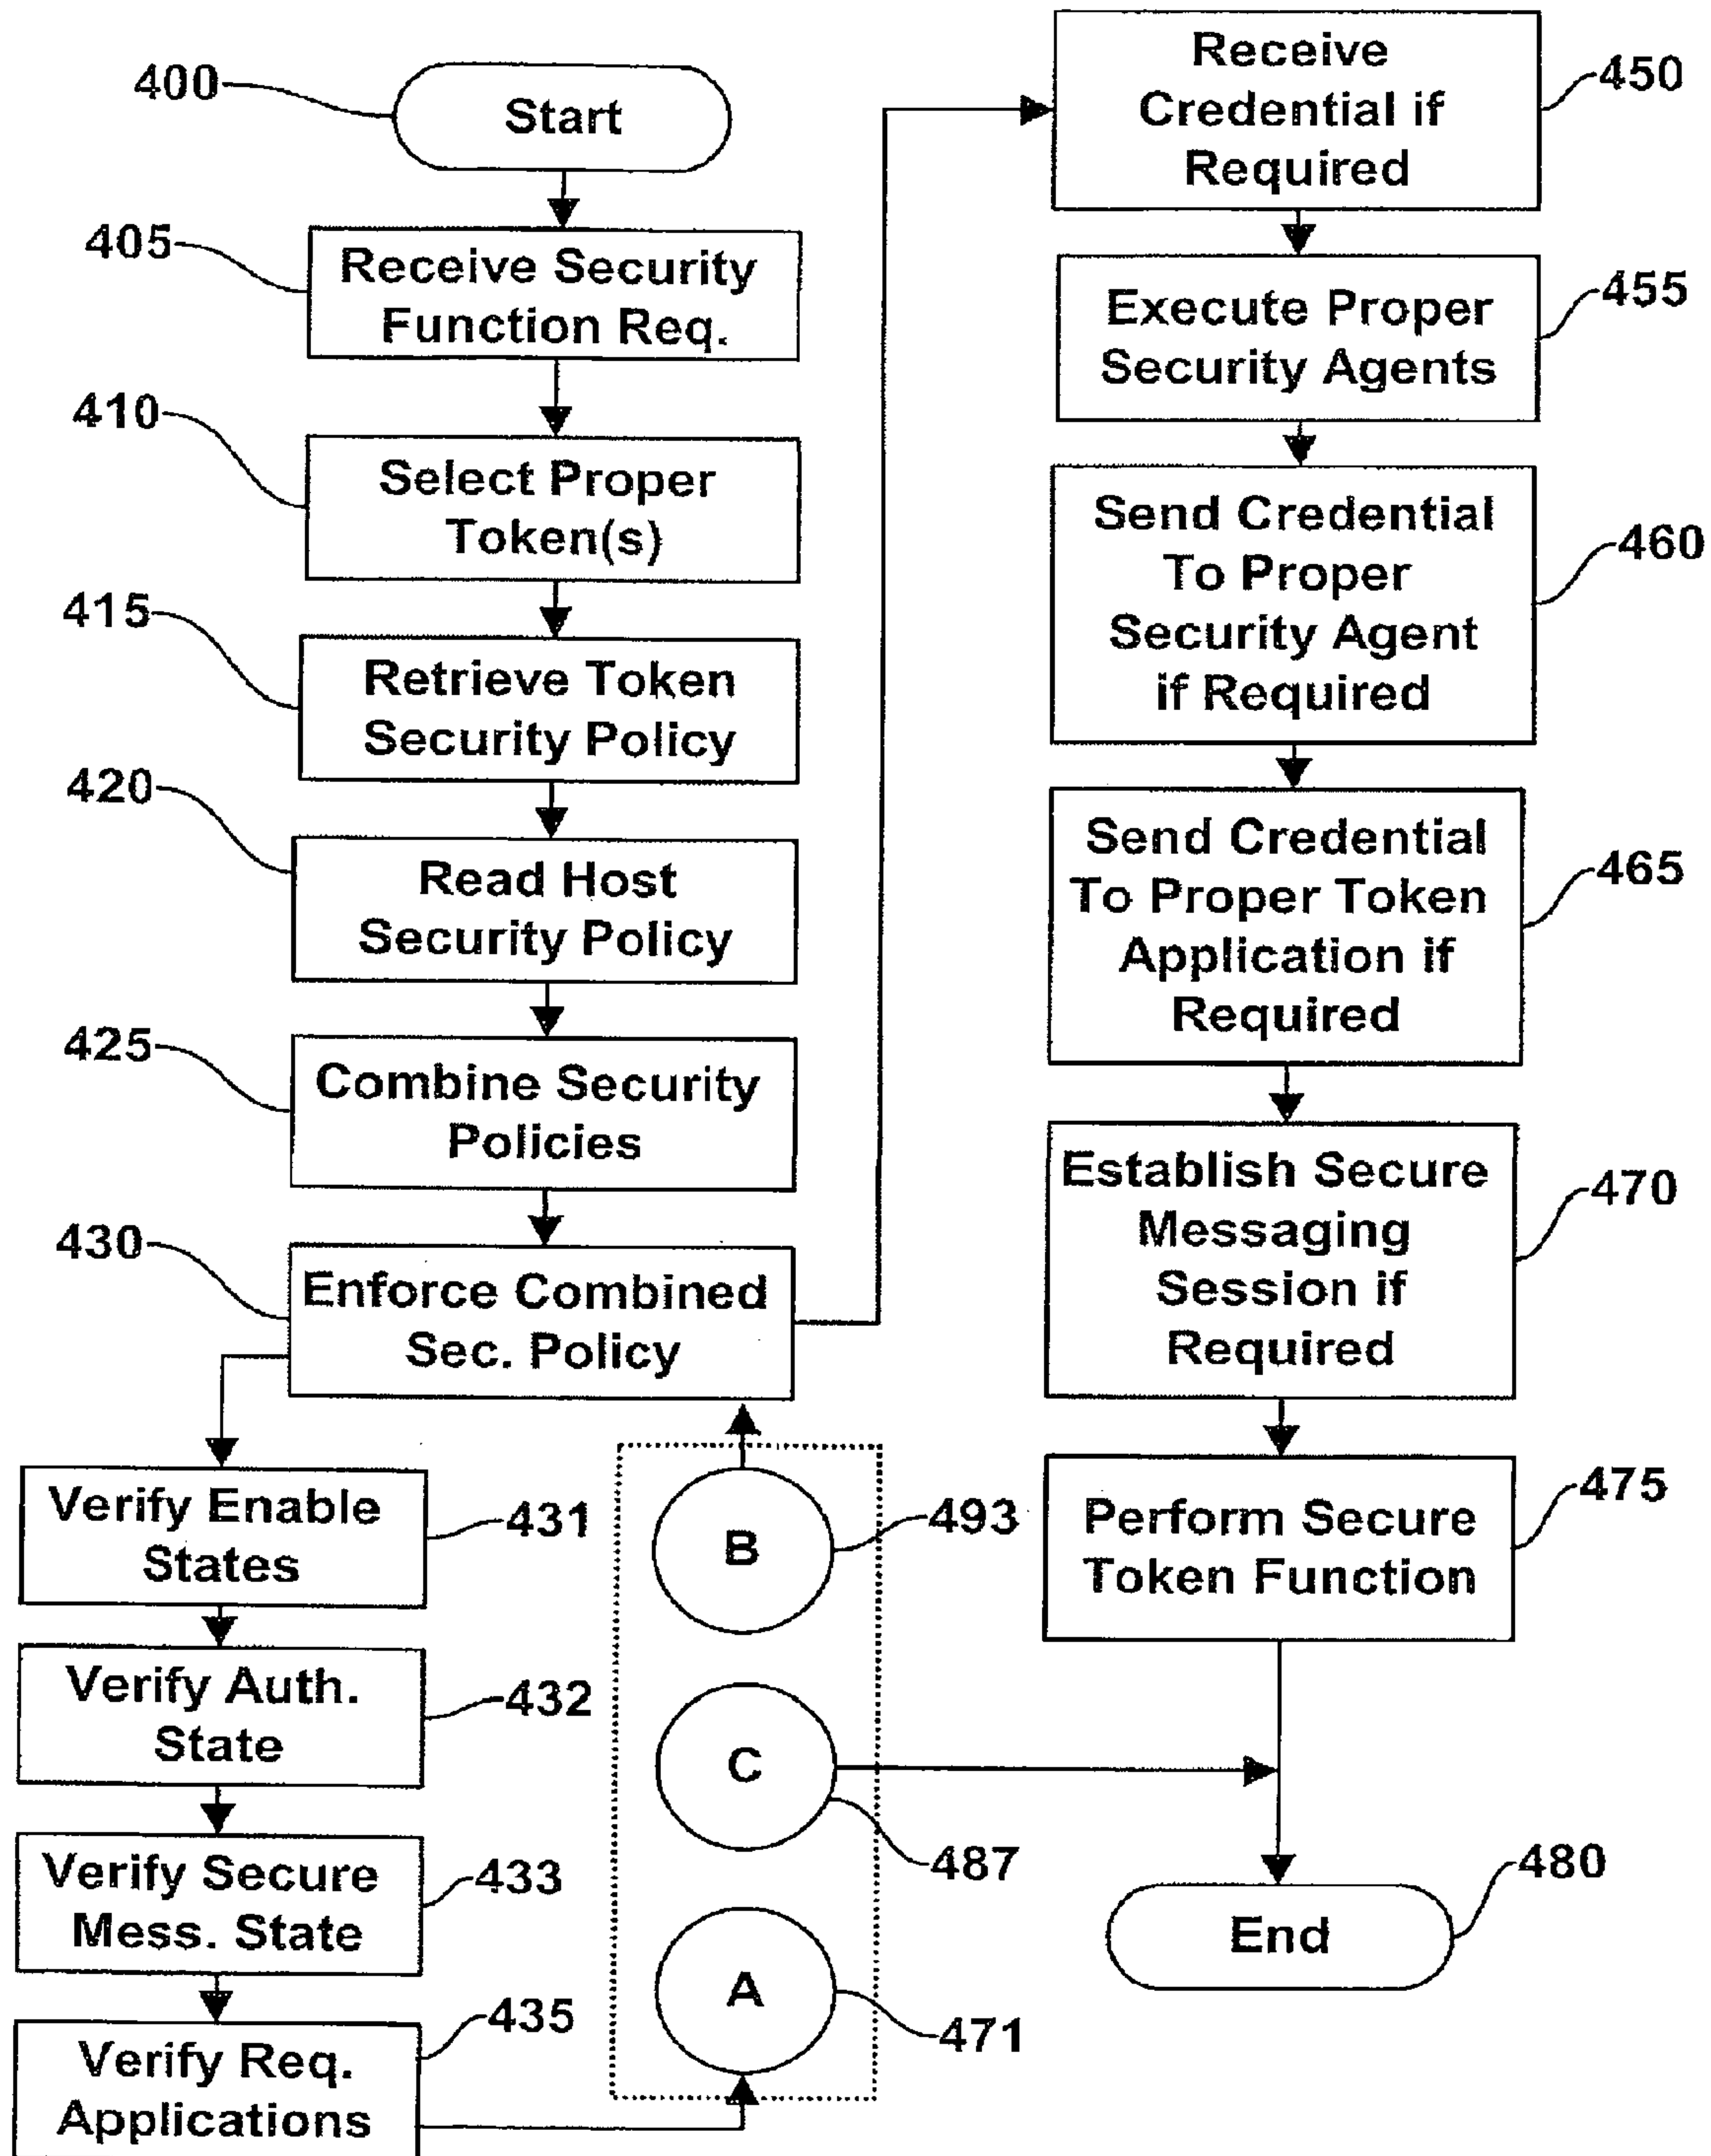 400
Start
405
Receive Security
Function Req.
410
Select Proper
Token(s)
415
Retrieve Token
Security Policy
420
Read Host
Security Policy
425
Combine Security
Policies
430
Enforce Combined
Sec. Policy
Verify Enable
States
431
Verify Auth.
State
432
Verify Secure
Mess. State
433
Verify Req.
Applications
435
B
493
C
487
A
471
Receive
Credential if
Required
450
Execute Proper
Security Agents
455
Send Credential
To Proper
Security Agent
if Required
460
Send Credential
To Proper Token
Application if
Required
465
Establish Secure
Messaging
Session if
Required
470
Perform Secure
Token Function
475
End
480